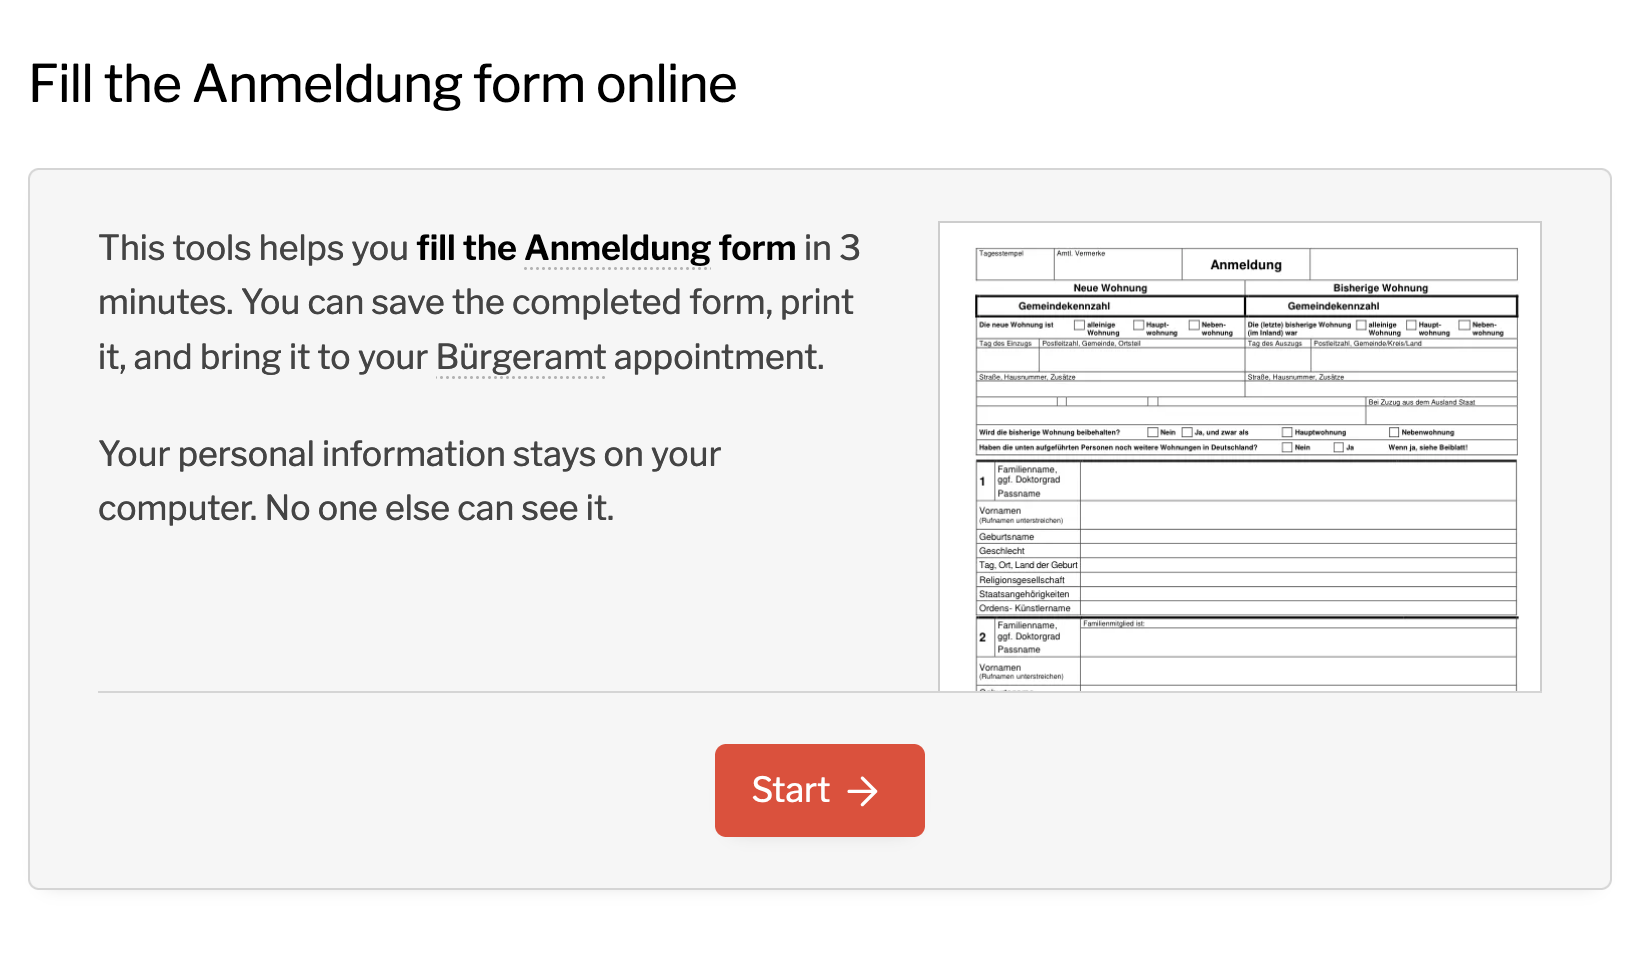 Fill the Anmeldung form online
This tools helps you fill the Anmeldung form in 3
minutes. You can save the completed form, print
it, and bring it to your Bürgeramt appointment.
Your personal information stays on your
computer. No one else can see it.
Tagesstempel
Amtl. Vermerke
Anmeldung
Neue Wohnung
Bisherige Wohnung
Gemeindekennzahl
Gemeindekennzahl
Die neue Wohnung ist
alleinige
Wohnung
Haupt-
wohnung
Neben-
wohnung
Die (letzte) bisherige Wohnung
(im Inland) war
alleinige
Wohnung
Haupt-
wohnung
Neben-
wohnung
Tag des Einzugs
Postleitzahl, Gemeinde, Ortsteil
Tag des Auszugs
Postleitzahl, Gemeinde/Kreis/Land
Straße, Hausnummer, Zusätze
Straße, Hausnummer, Zusätze
Bei Zuzug aus dem Ausland Staat
Wird die bisherige Wohnung beibehalten?
Nein
Ja, und zwar als
Hauptwohnung
Nebenwohnung
Haben die unten aufgeführten Personen noch weitere Wohnungen in Deutschland?
Nein
Ja
Wenn ja, siehe Beiblatt!
1
Familienname,
ggf. Doktorgrad
Passname
Vornamen
(Rufnamen unterstreichen)
Geburtsname
Geschlecht
Tag, Ort, Land der Geburt
Religionsgesellschaft
Staatsangehörigkeiten
Ordens- Künstlername
2
Familienname,
ggf. Doktorgrad
Passname
Familienmitglied ist:
Vornamen
(Rufnamen unterstreichen)
Start →